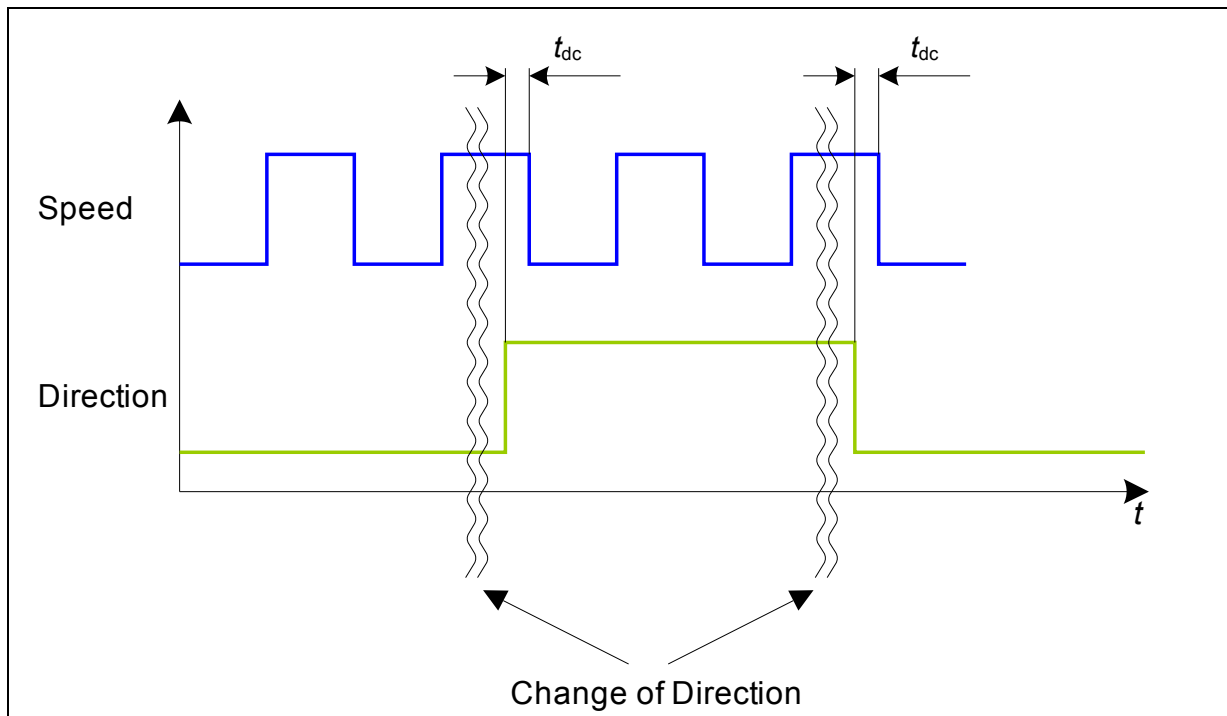 tdc tdc
Speed
Direction
t
Change of Direction